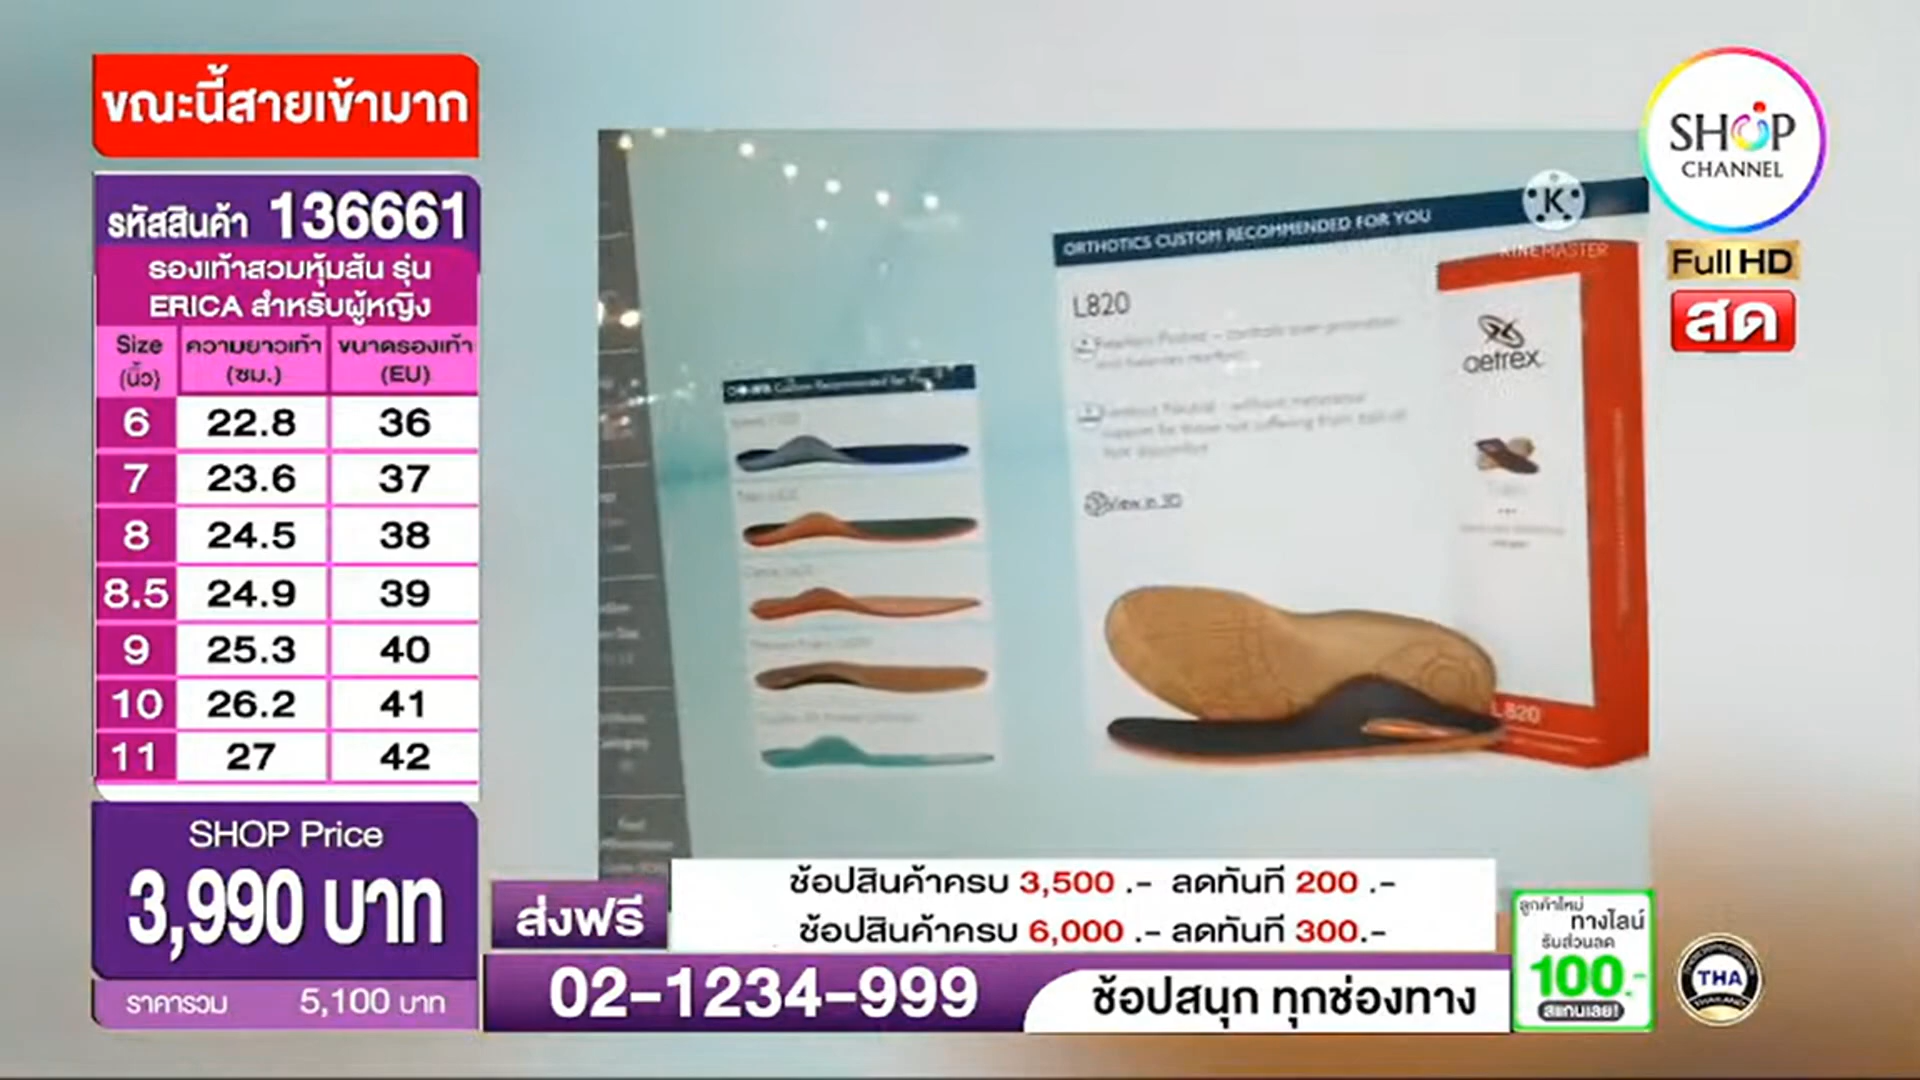 ขณะนี้สายเข้ามาก
รหัสสินค้า 136661
รองเท้าสวมหุ้มส้น รุ่น
ERICA สำหรับผู้หญิง
Size (นิ้ว) ความยาวเท้า (ซม.) ขนาดรองเท้า (EU)
6 22.8 36
7 23.6 37
8 24.5 38
8.5 24.9 39
9 25.3 40
10 26.2 41
11 27 42
SHOP Price
3,990 บาท
ราคารวม 5,100 บาท
ORTHOTICS CUSTOM RECOMMENDED FOR YOU
L820
View in 3D
aetrex
L820
K
KINEMASTER
SHOP
CHANNEL
Full HD
สด
ส่งฟรี
ช้อปสินค้าครบ 3,500 .- ลดทันที 200 .-
ช้อปสินค้าครบ 6,000 .- ลดทันที 300.-
02-1234-999
ช้อปสนุก ทุกช่องทาง
ลูกค้าใหม่
ทางไลน์
รับส่วนลด
100.-
สแกนเลย!
THA
THAILAND